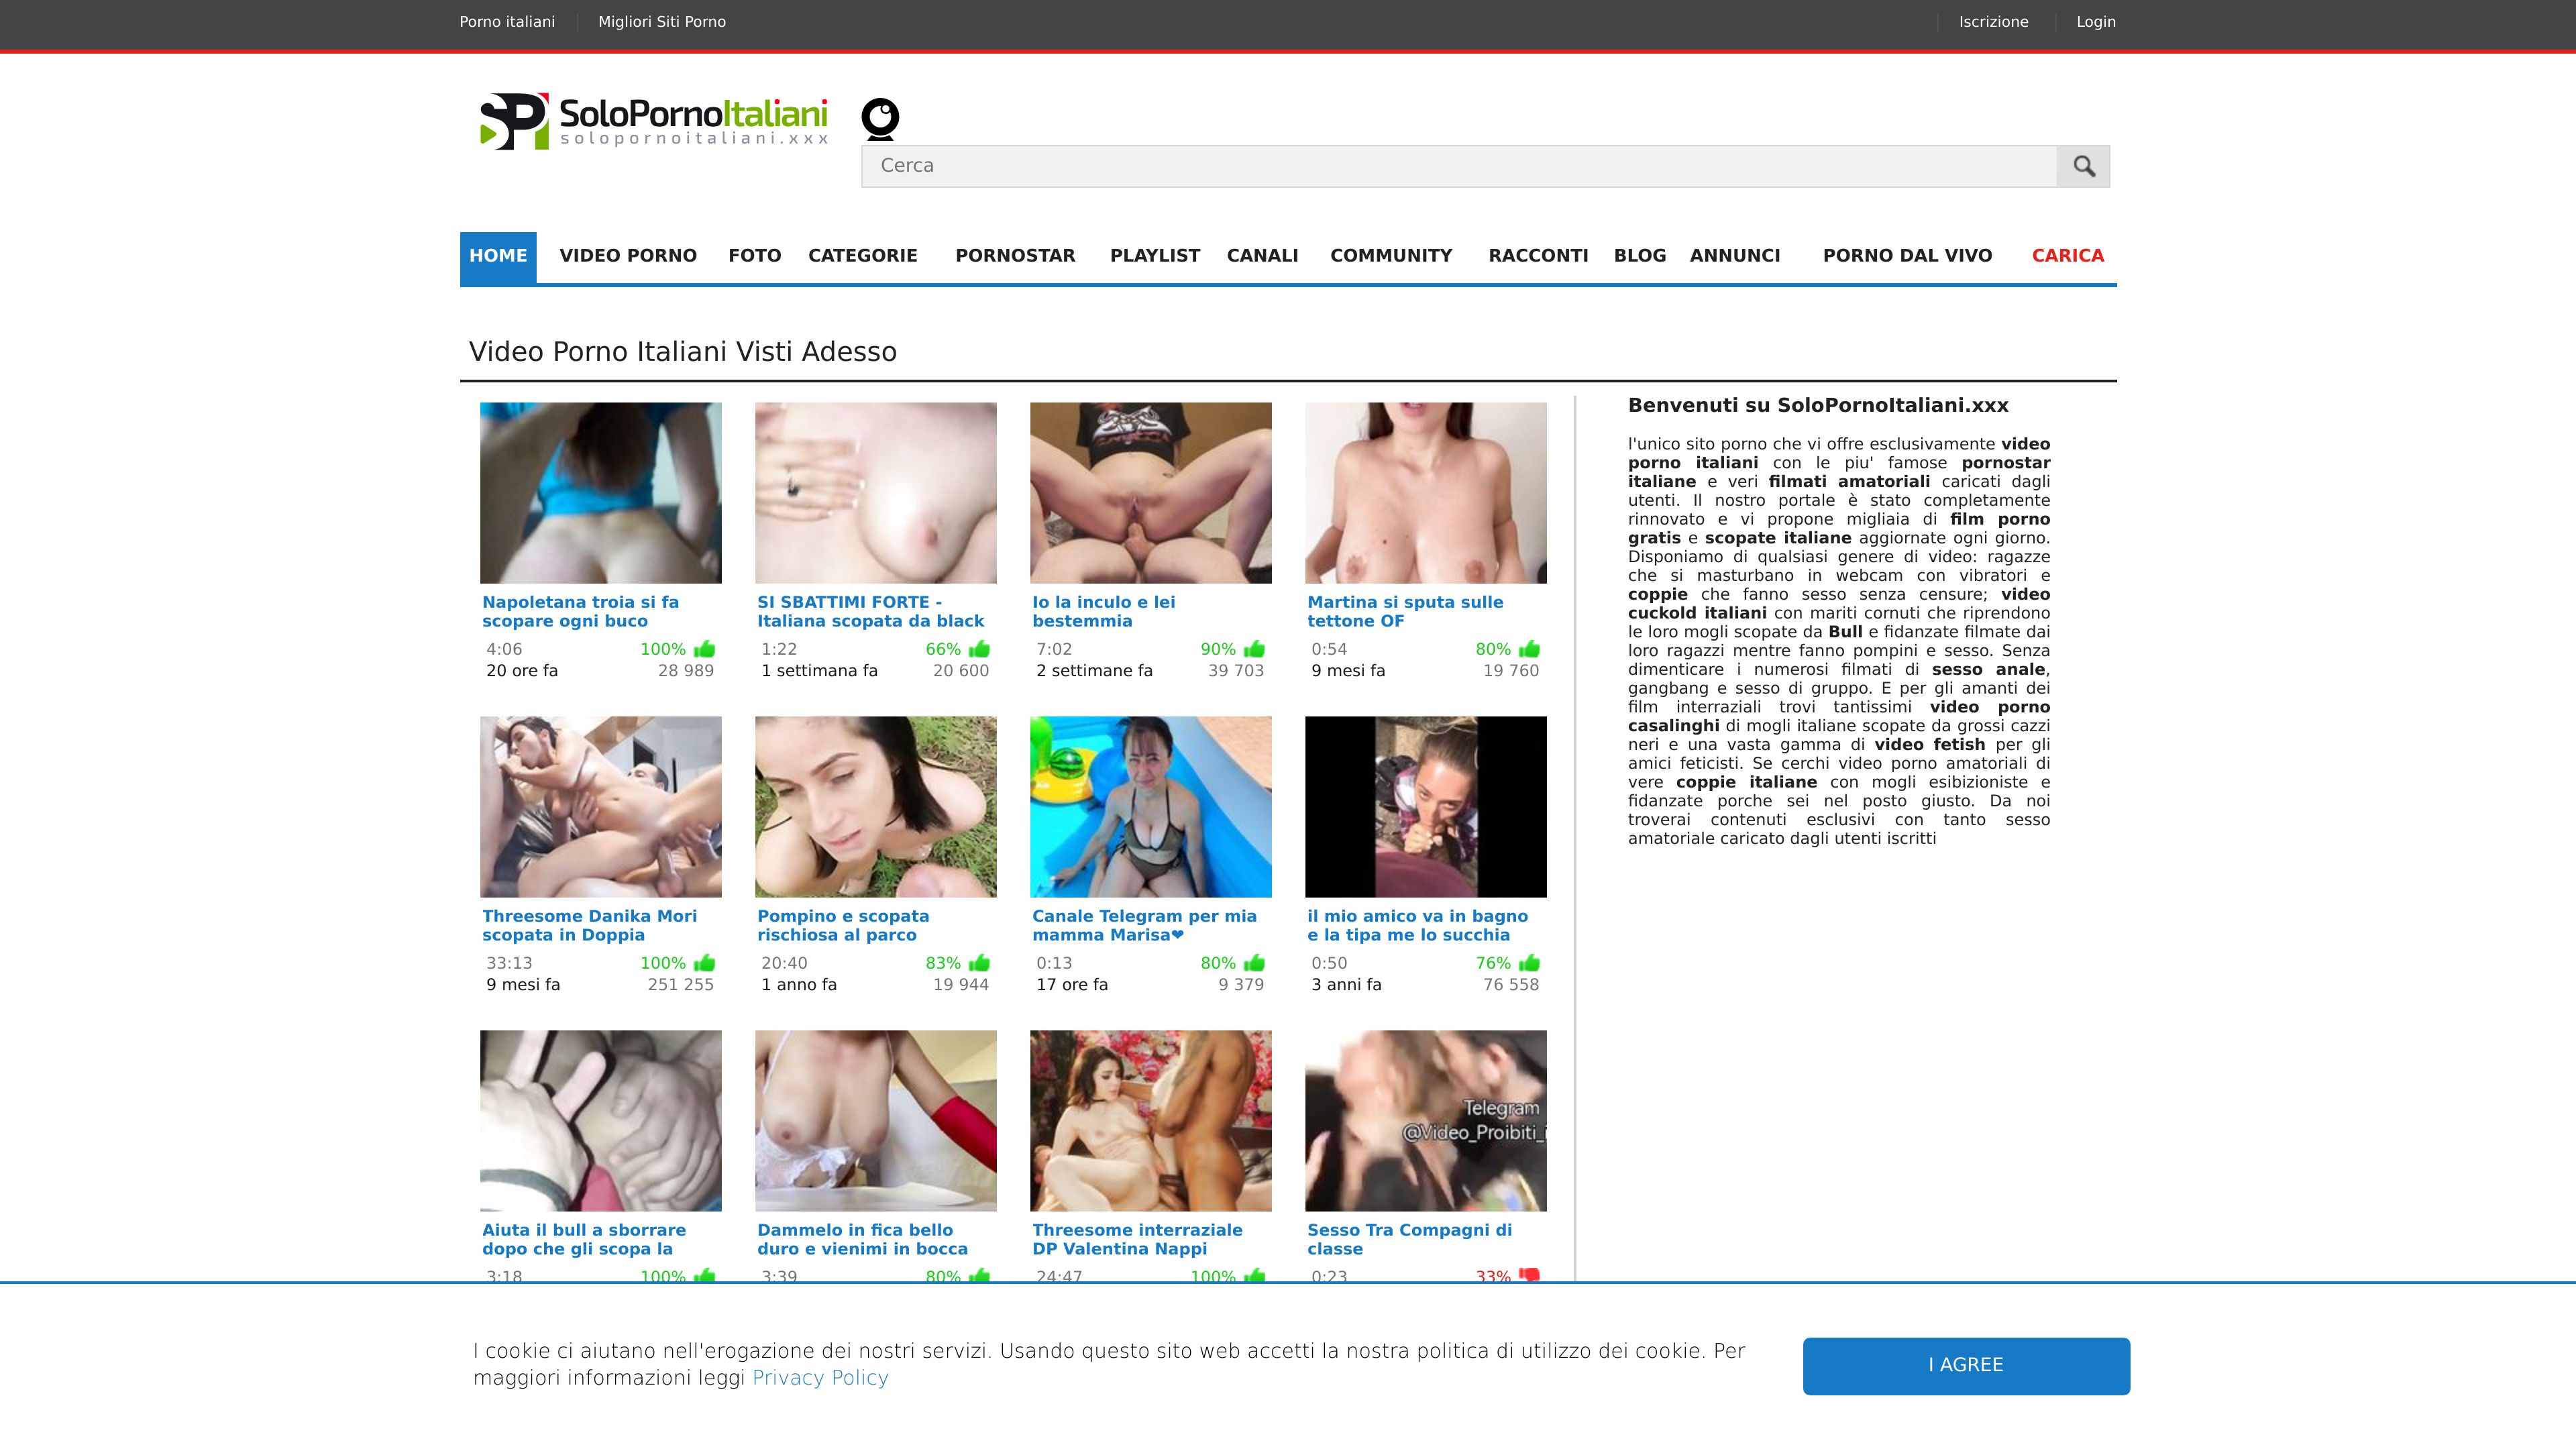 Porno italiani
Migliori Siti Porno
Iscrizione
Login
SoloPornoItaliani
solopornoitaliani.xxx
Cerca
HOME
VIDEO PORNO
FOTO
CATEGORIE
PORNOSTAR
PLAYLIST
CANALI
COMMUNITY
RACCONTI
BLOG
ANNUNCI
PORNO DAL VIVO
CARICA
Video Porno Italiani Visti Adesso
Napoletana troia si fa
scopare ogni buco
4:06 100%
20 ore fa 28 989
SI SBATTIMI FORTE -
Italiana scopata da black
1:22 66%
1 settimana fa 20 600
Io la inculo e lei
bestemmia
7:02 90%
2 settimane fa 39 703
Martina si sputa sulle
tettone OF
0:54 80%
9 mesi fa 19 760
Threesome Danika Mori
scopata in Doppia
33:13 100%
9 mesi fa 251 255
Pompino e scopata
rischiosa al parco
20:40 83%
1 anno fa 19 944
Canale Telegram per mia
mamma Marisa❤
0:13 80%
17 ore fa 9 379
il mio amico va in bagno
e la tipa me lo succhia
0:50 76%
3 anni fa 76 558
Aiuta il bull a sborrare
dopo che gli scopa la
3:18 100%
Dammelo in fica bello
duro e vienimi in bocca
3:39 80%
Threesome interraziale
DP Valentina Nappi
24:47 100%
Telegram
@Video_Proibiti_i
Sesso Tra Compagni di
classe
0:23 33%
Benvenuti su SoloPornoItaliani.xxx
l'unico sito porno che vi offre esclusivamente video
porno italiani con le piu' famose pornostar
italiane e veri filmati amatoriali caricati dagli
utenti. Il nostro portale è stato completamente
rinnovato e vi propone migliaia di film porno
gratis e scopate italiane aggiornate ogni giorno.
Disponiamo di qualsiasi genere di video: ragazze
che si masturbano in webcam con vibratori e
coppie che fanno sesso senza censure; video
cuckold italiani con mariti cornuti che riprendono
le loro mogli scopate da Bull e fidanzate filmate dai
loro ragazzi mentre fanno pompini e sesso. Senza
dimenticare i numerosi filmati di sesso anale,
gangbang e sesso di gruppo. E per gli amanti dei
film interraziali trovi tantissimi video porno
casalinghi di mogli italiane scopate da grossi cazzi
neri e una vasta gamma di video fetish per gli
amici feticisti. Se cerchi video porno amatoriali di
vere coppie italiane con mogli esibizioniste e
fidanzate porche sei nel posto giusto. Da noi
troverai contenuti esclusivi con tanto sesso
amatoriale caricato dagli utenti iscritti
I cookie ci aiutano nell'erogazione dei nostri servizi. Usando questo sito web accetti la nostra politica di utilizzo dei cookie. Per
maggiori informazioni leggi Privacy Policy
I AGREE